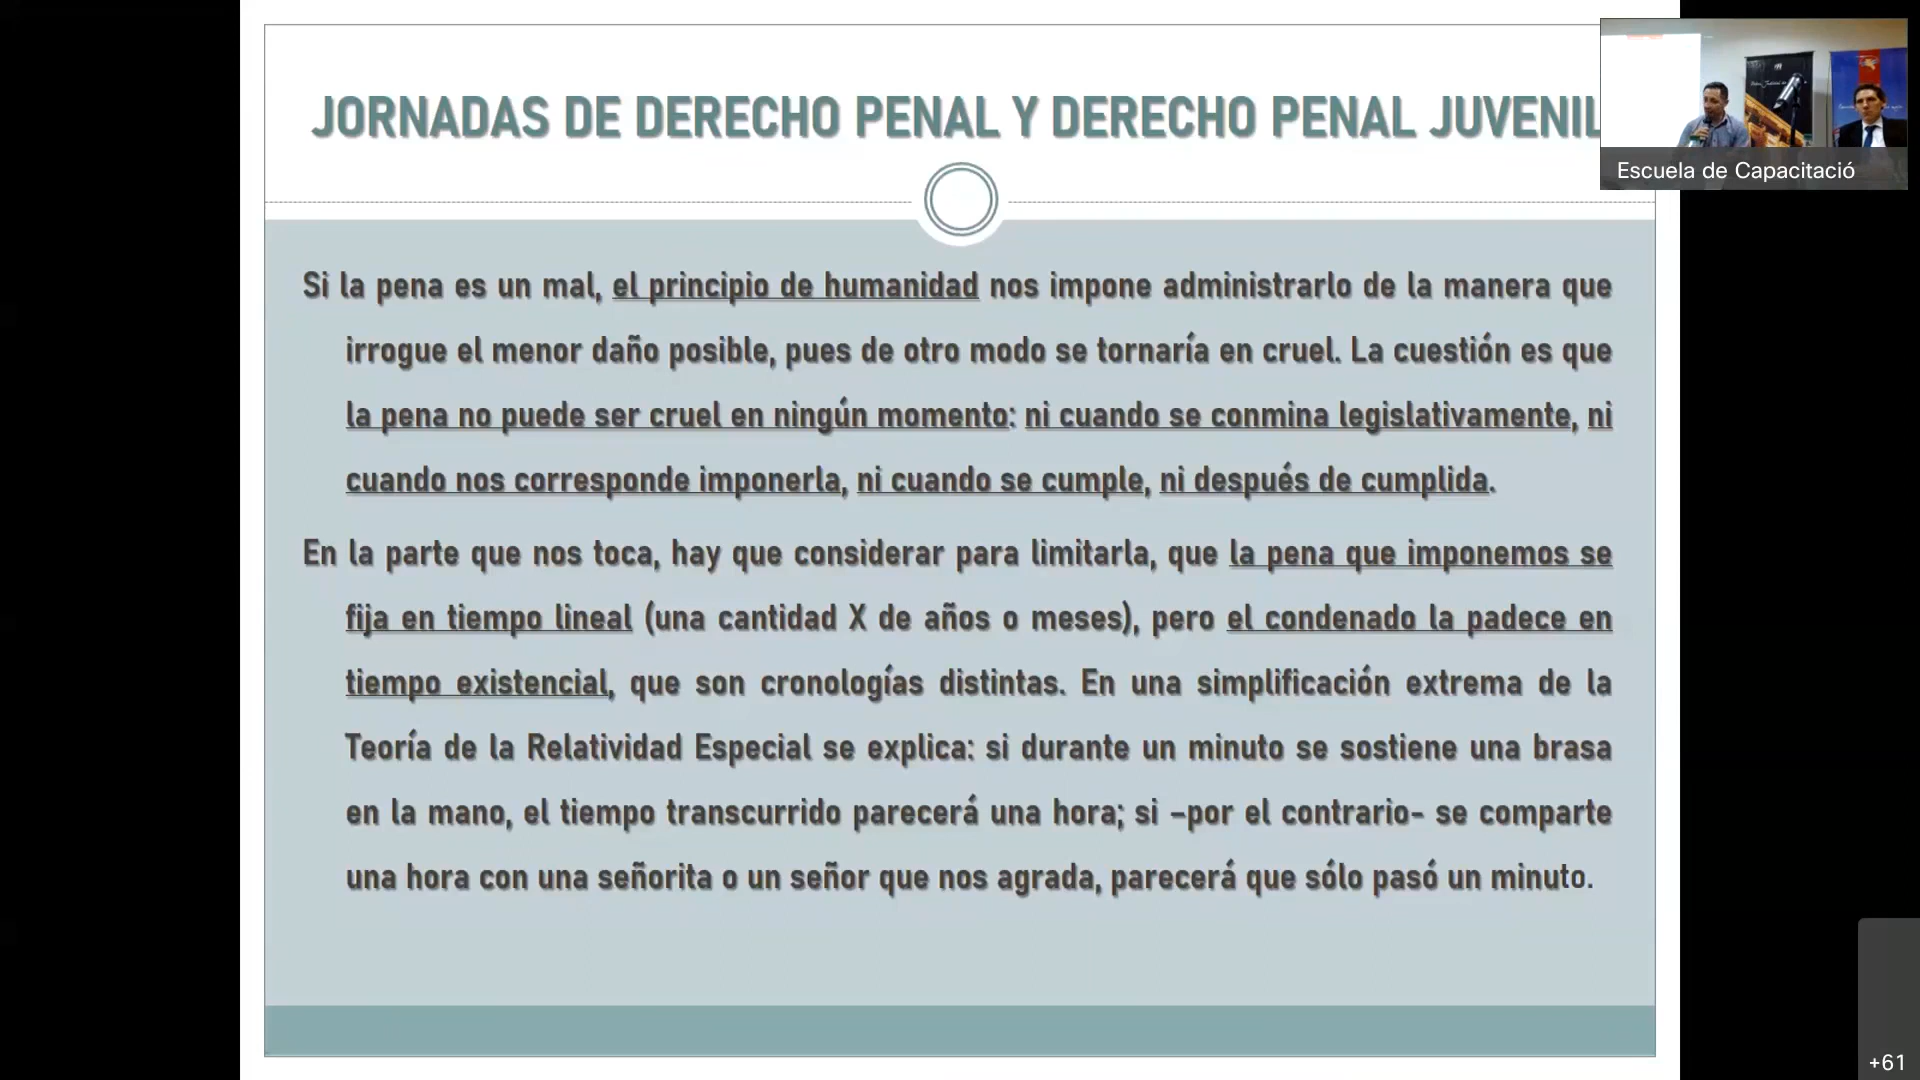 JORNADAS DE DERECHO PENAL Y DERECHO PENAL JUVENIL
Escuela de Capacitació
Si la pena es un mal, el principio de humanidad nos impone administrarlo de la manera que
irrogue el menor daño posible, pues de otro modo se tornaría en cruel. La cuestión es que
la pena no puede ser cruel en ningún momento: ni cuando se conmina legislativamente, ni
cuando nos corresponde imponerla, ni cuando se cumple, ni después de cumplida.
En la parte que nos toca, hay que considerar para limitarla, que la pena que imponemos se
fija en tiempo lineal (una cantidad X de años o meses), pero el condenado la padece en
tiempo existencial, que son cronologías distintas. En una simplificación extrema de la
Teoría de la Relatividad Especial se explica: si durante un minuto se sostiene una brasa
en la mano, el tiempo transcurrido parecerá una hora; si –por el contrario- se comparte
una hora con una señorita o un señor que nos agrada, parecerá que sólo pasó un minuto.
+61